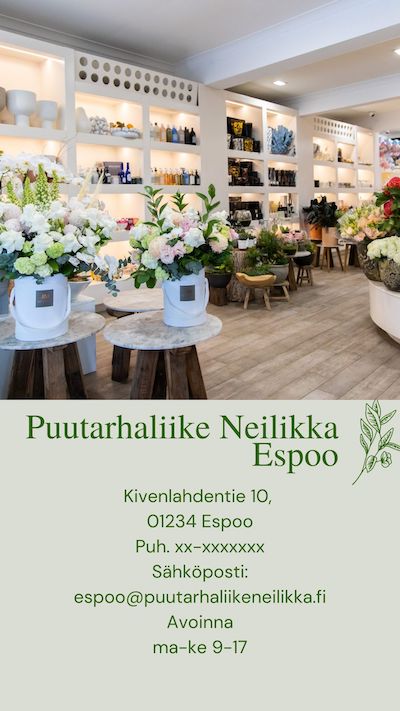 Puutarhaliike Neilikka
Espoo
Kivenlahdentie 10,
01234 Espoo
Puh. xx-xxxxxxx
Sähköposti:
espoo@puutarhaliikeneilikka.fi
Avoinna
ma-ke 9-17